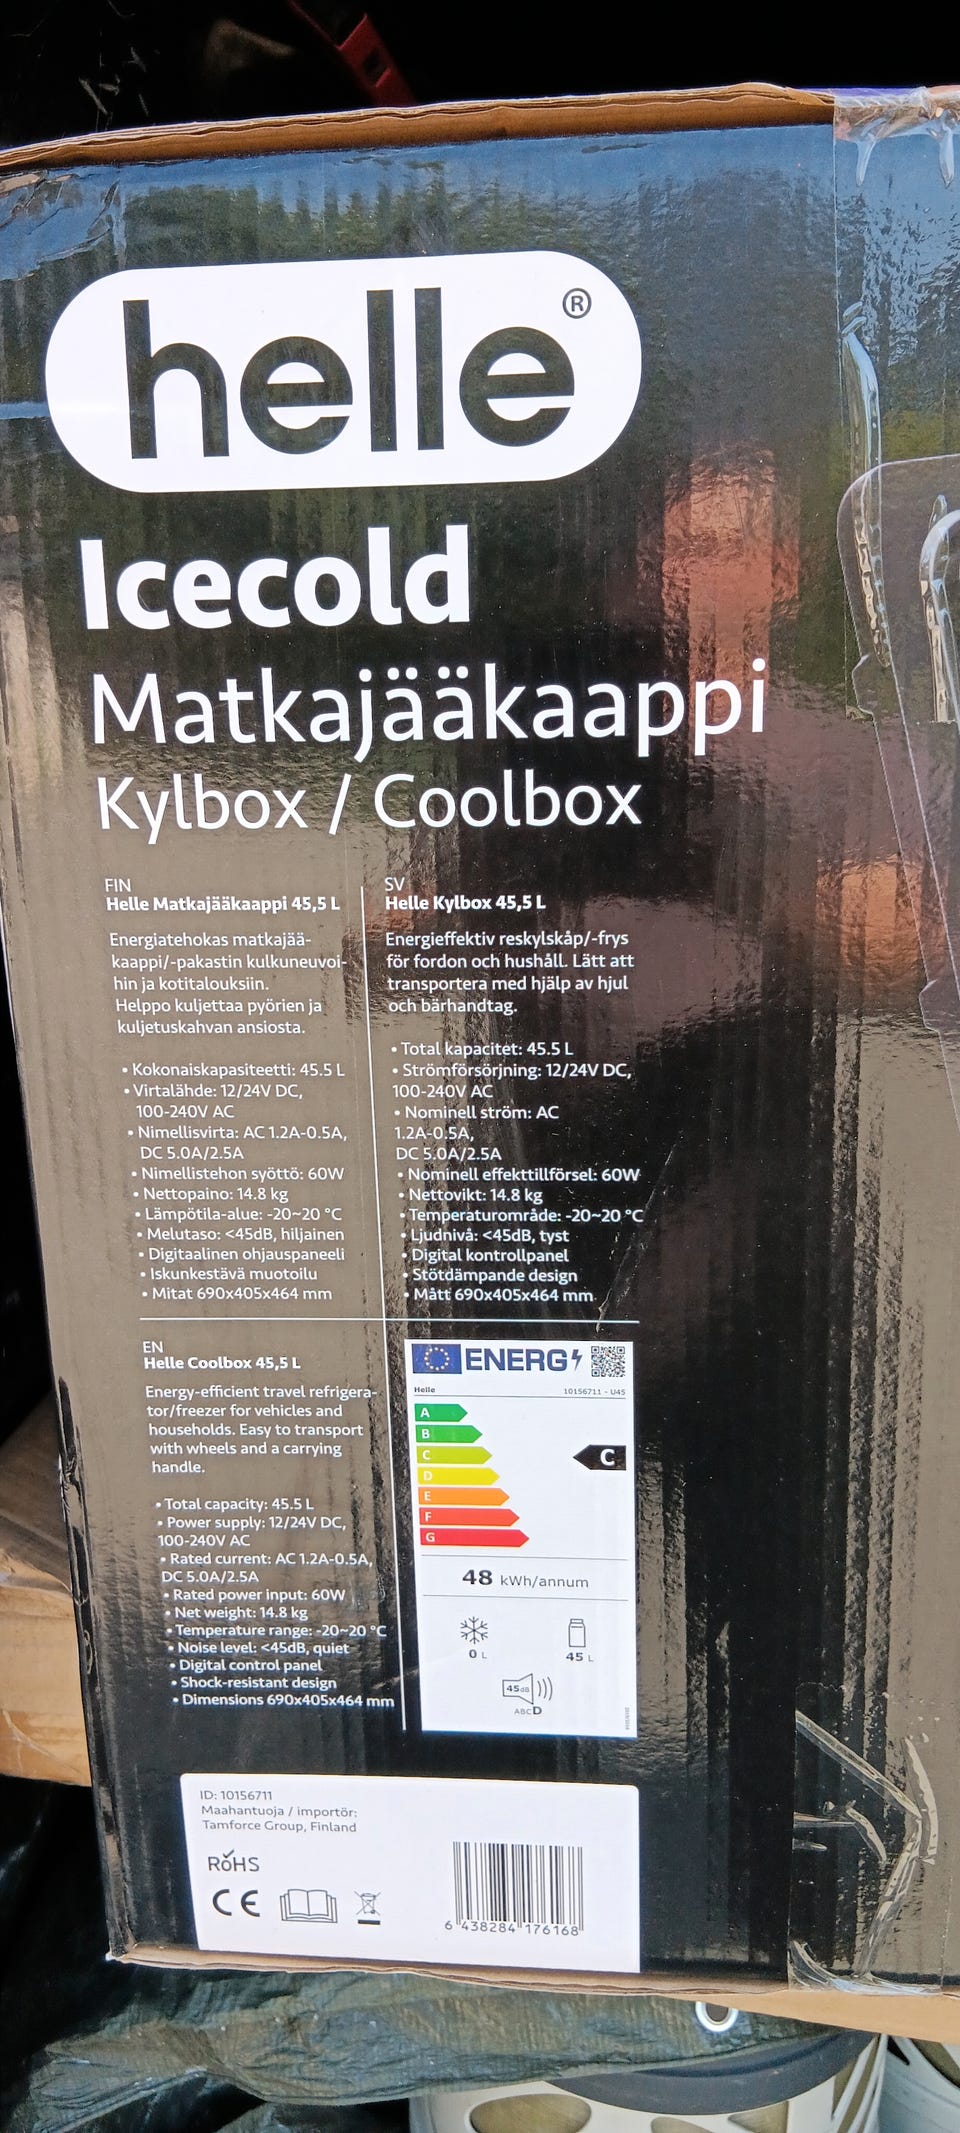 helle®
Icecold
Matkajääkaappi
Kylbox / Coolbox
FIN
Helle Matkajääkaappi 45,5 L
Energiatehokas matkajää-
kaappi/-pakastin kulkuneuvoi-
hin ja kotitalouksiin.
Helppo kuljettaa pyörien ja
kuljetuskahvan ansiosta.
• Kokonaiskapasiteetti: 45.5 L
• Virtalähde: 12/24V DC,
100-240V AC
• Nimellisvirta: AC 1.2A-0.5A,
DC 5.0A/2.5A
• Nimellistehon syöttö: 60W
• Nettopaino: 14.8 kg
• Lämpötila-alue: -20~20 °C
• Melutaso: <45dB, hiljainen
• Digitaalinen ohjauspaneeli
• Iskunkestävä muotoilu
• Mitat 690x405x464 mm
SV
Helle Kylbox 45,5 L
Energieffektiv reskylskåp/-frys
för fordon och hushåll. Lätt att
transportera med hjälp av hjul
och bärhandtag.
• Total kapacitet: 45.5 L
• Strömförsörjning: 12/24V DC,
100-240V AC
• Nominell ström: AC
1.2A-0.5A,
DC 5.0A/2.5A
• Nominell effekttillförsel: 60W
• Nettovikt: 14.8 kg
• Temperaturområde: -20~20 °C
• Ljudnivå: <45dB, tyst
• Digital kontrollpanel
• Stötdämpande design
• Mått 690x405x464 mm
EN
Helle Coolbox 45,5 L
Energy-efficient travel refrigera-
tor/freezer for vehicles and
households. Easy to transport
with wheels and a carrying
handle.
• Total capacity: 45.5 L
• Power supply: 12/24V DC,
100-240V AC
• Rated current: AC 1.2A-0.5A,
DC 5.0A/2.5A
• Rated power input: 60W
• Net weight: 14.8 kg
• Temperature range: -20~20 °C
• Noise level: <45dB, quiet
• Digital control panel
• Shock-resistant design
• Dimensions 690x405x464 mm
ENERG
Helle 10156711 - U45
A
B
C
D
E
F
G
C
48 kWh/annum
0 L
45 L
45dB
ABCD
ID: 10156711
Maahantuoja / importör:
Tamforce Group, Finland
RoHS
CE
6 438284 176168